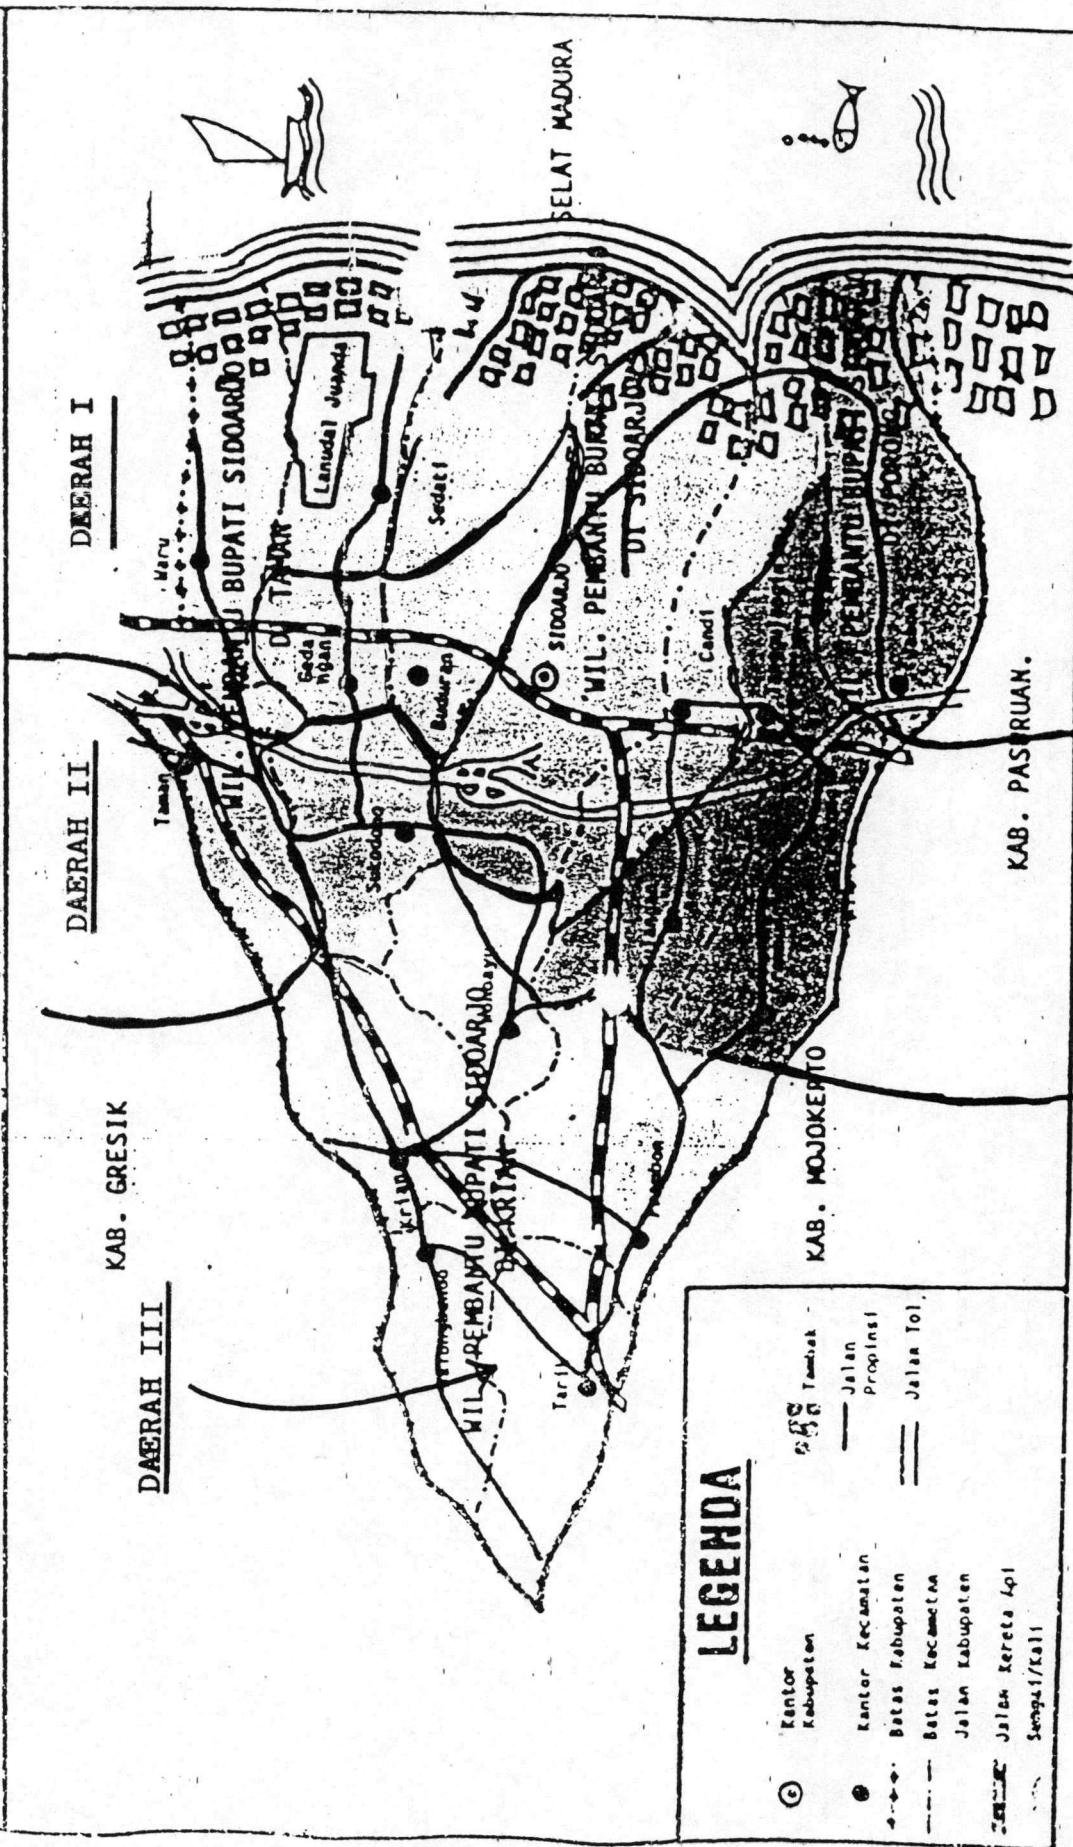 DAERAH I
DAERAH II
DAERAH III
KAB. GRESIK
KAB. MOJOKERTO
KAB. PASURUAN.
SELAT MADURA
Waru
BUPATI SIDOARJO
DI TAMAN
Lanudal Juanda
Taman
Geda
ngan
Sedati
Buduran
Sukodono
SIDOARJO
WIL. PEMBANTU BUPATI SIDOARJO
DI SIDOARJO
Candi
WIL. PEMBANTU BUPATI
DI PORONG
WIL. PEMBANTU BUPATI SIDOARJO
DI KRIAN
Krian
Tarik
LEGENDA
Kantor
Kabupaten
Kantor Kecamatan
Batas Kabupaten
Batas Kecamatan
Jalan Kabupaten
Jalan Kereta Api
Sungai/Kali
Tambak
Jalan
Propinsi
Jalan Tol